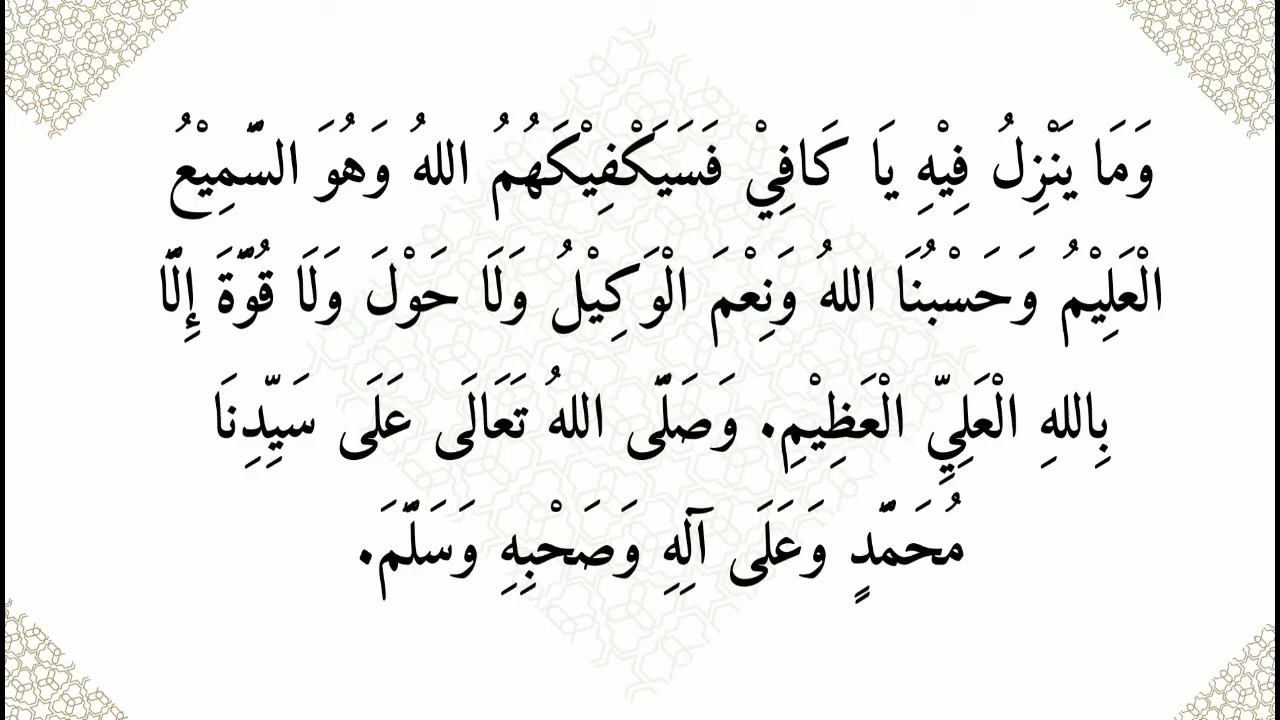 وَمَا يَنْزِلُ فِيْهِ يَا كَافِيْ فَسَيَكْفِيْكَهُمُ اللهُ وَهُوَ السَّمِيْعُ
الْعَلِيْمُ وَحَسْبُنَا اللهُ وَنِعْمَ الْوَكِيْلُ وَلَا حَوْلَ وَلَا قُوَّةَ إِلَّا
بِاللهِ الْعَلِيِّ الْعَظِيْمِ. وَصَلَّى اللهُ تَعَالَى عَلَى سَيِّدِنَا
مُحَمَّدٍ وَعَلَى آلِهِ وَصَحْبِهِ وَسَلَّمَ.